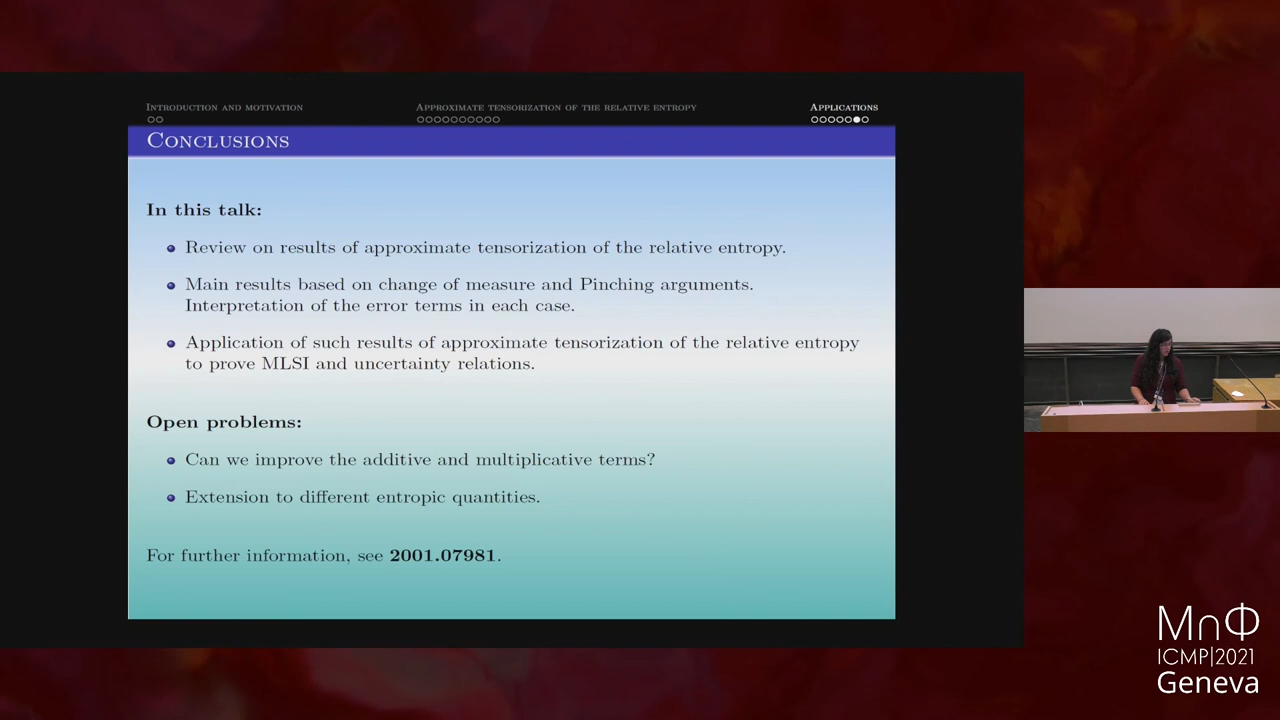 INTRODUCTION AND MOTIVATION
APPROXIMATE TENSORIZATION OF THE RELATIVE ENTROPY
APPLICATIONS
CONCLUSIONS
In this talk:
Review on results of approximate tensorization of the relative entropy.
Main results based on change of measure and Pinching arguments.
Interpretation of the error terms in each case.
Application of such results of approximate tensorization of the relative entropy
to prove MLSI and uncertainty relations.
Open problems:
Can we improve the additive and multiplicative terms?
Extension to different entropic quantities.
For further information, see 2001.07981.
M∩Φ
ICMP|2021
Geneva